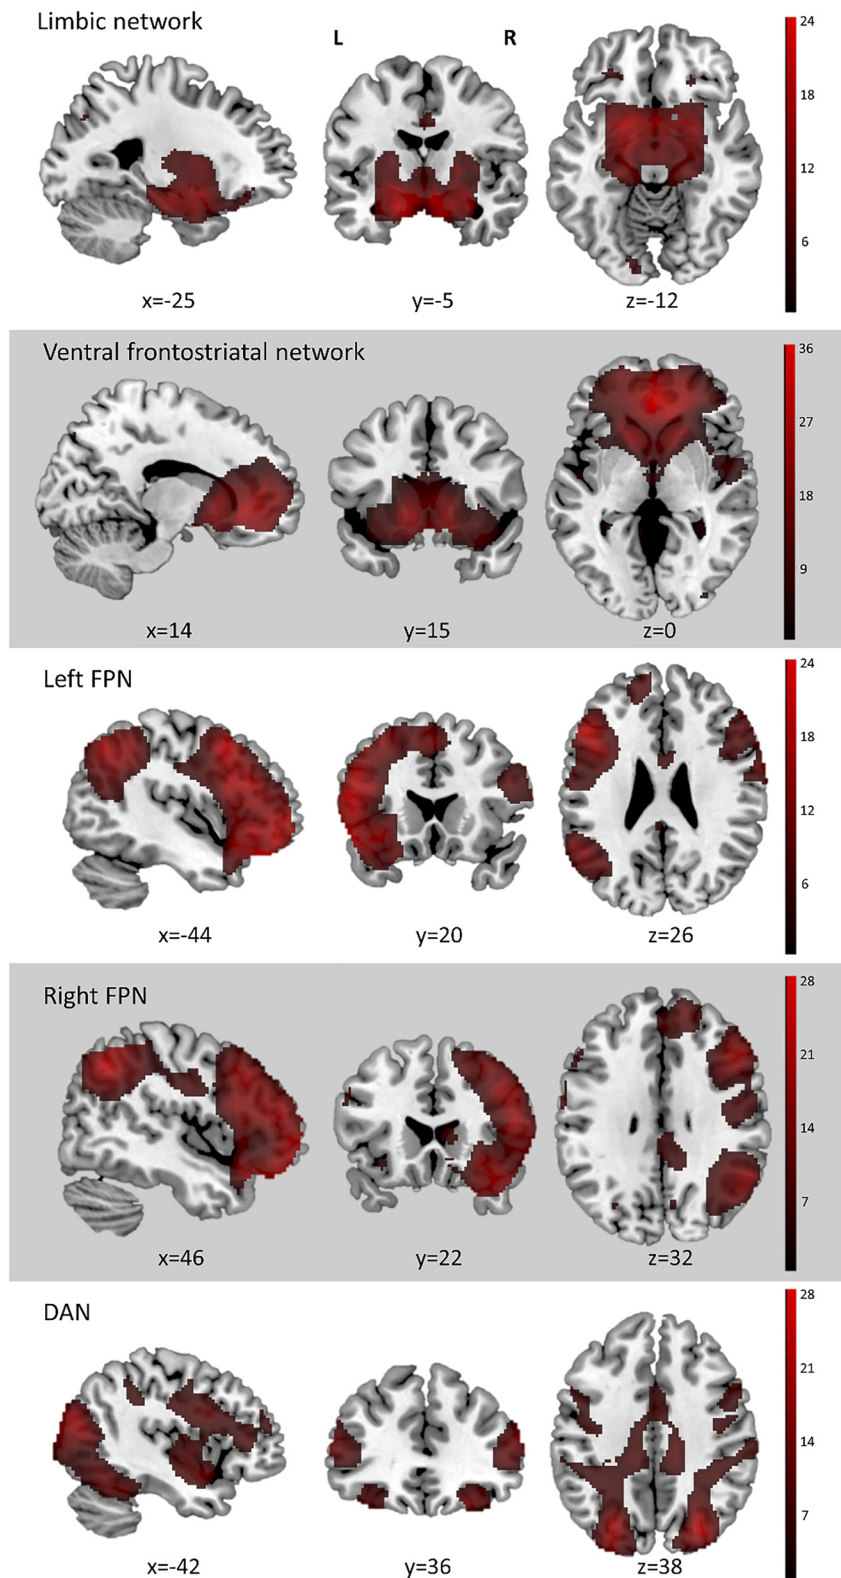 Limbic network
L R
24
18
12
6
x=-25 y=-5 z=-12
Ventral frontostriatal network
36
27
18
9
x=14 y=15 z=0
Left FPN
24
18
12
6
x=-44 y=20 z=26
Right FPN
28
21
14
7
x=46 y=22 z=32
DAN
28
21
14
7
x=-42 y=36 z=38